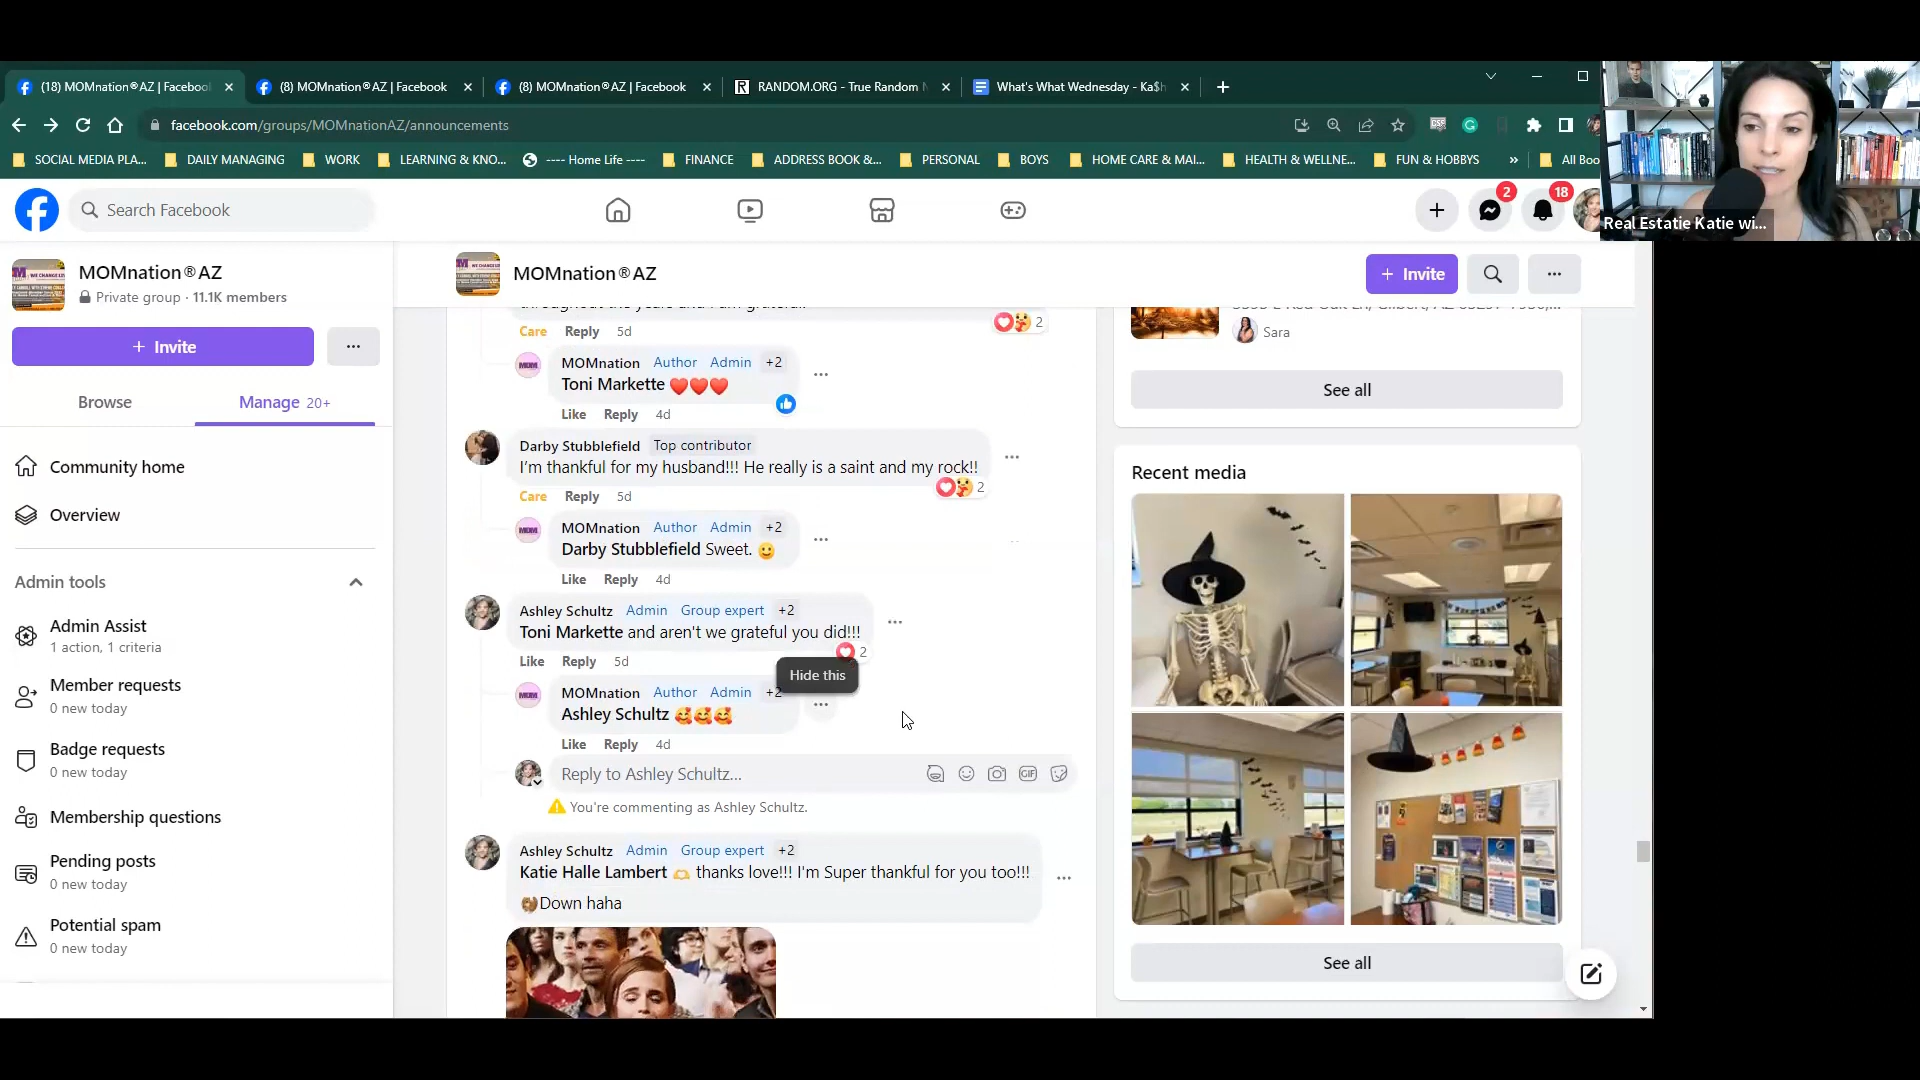 (18) MOMnation®AZ | Facebool
(8) MOMnation®AZ | Facebook
(8) MOMnation®AZ | Facebook
RANDOM.ORG - True Random
What's What Wednesday - Ka$h
facebook.com/groups/MOMnationAZ/announcements
SOCIAL MEDIA PLA...
DAILY MANAGING
WORK
LEARNING & KNO...
---- Home Life ----
FINANCE
ADDRESS BOOK &...
PERSONAL
BOYS
HOME CARE & MAI...
HEALTH & WELLNE...
FUN & HOBBYS
»
All Boo
Real Estatie Katie wi...
Search Facebook
2
18
MOMnation®AZ
Private group · 11.1K members
+ Invite
...
Browse
Manage 20+
Community home
Overview
Admin tools
Admin Assist
1 action, 1 criteria
Member requests
0 new today
Badge requests
0 new today
Membership questions
Pending posts
0 new today
Potential spam
0 new today
MOMnation®AZ
+ Invite
...
Care Reply 5d
2
MOMnation Author Admin +2
Toni Markette ❤️❤️❤️
Like Reply 4d
Darby Stubblefield Top contributor
I'm thankful for my husband!!! He really is a saint and my rock!!
2
Care Reply 5d
MOMnation Author Admin +2
Darby Stubblefield Sweet. 🙂
Like Reply 4d
Ashley Schultz Admin Group expert +2
Toni Markette and aren't we grateful you did!!!
2
Like Reply 5d
Hide this
MOMnation Author Admin +2
Ashley Schultz 🥰🥰🥰
Like Reply 4d
Reply to Ashley Schultz...
GIF
You're commenting as Ashley Schultz.
Ashley Schultz Admin Group expert +2
Katie Halle Lambert 🫶 thanks love!!! I'm Super thankful for you too!!!
Down haha
Sara
See all
Recent media
See all